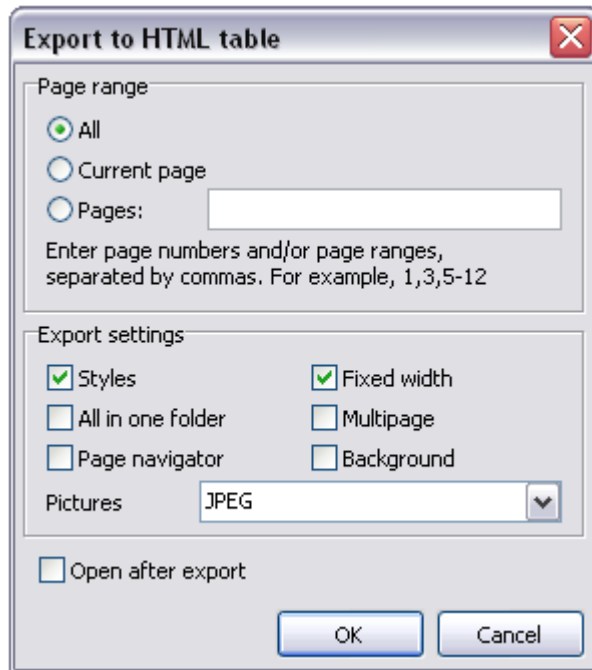 Export to HTML table
Page range
All
Current page
Pages:
Enter page numbers and/or page ranges,
separated by commas. For example, 1,3,5-12
Export settings
Styles
Fixed width
All in one folder
Multipage
Page navigator
Background
Pictures
JPEG
Open after export
OK
Cancel